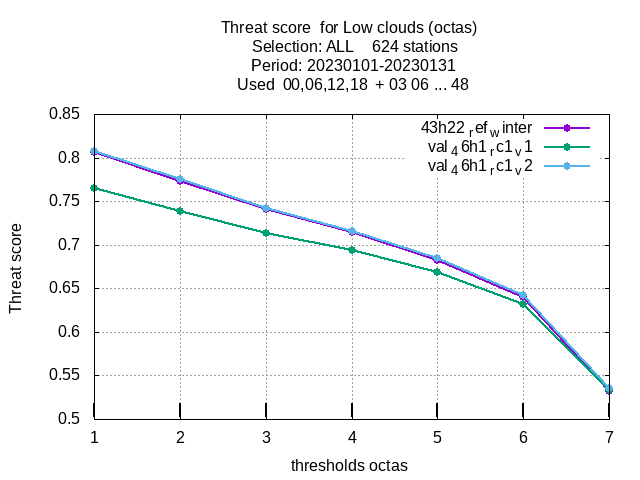 Threat score  for Low clouds (octas)
Selection: ALL    624 stations
Period: 20230101-20230131
Used  00,06,12,18  + 03 06 ... 48
43h22 ref winter
val 4 6h1 r c1 v 1
val 4 6h1 r c1 v 2
0.85
0.8
0.75
0.7
0.65
0.6
0.55
0.5
Threat score
1 2 3 4 5 6 7
thresholds octas